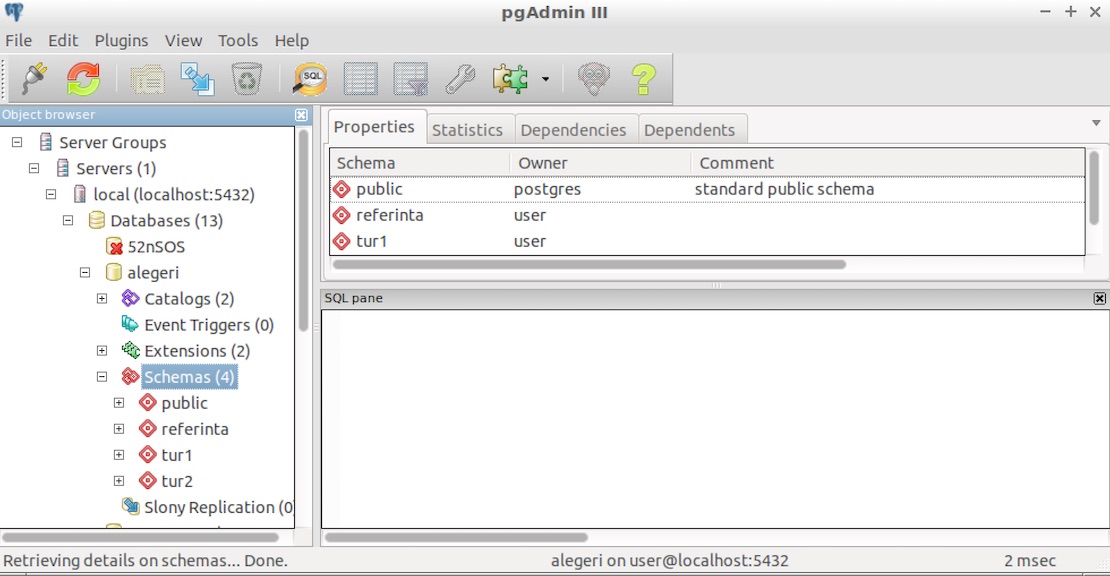 pgAdmin III
File Edit Plugins View Tools Help
SQL
Object browser
Server Groups
Servers (1)
local (localhost:5432)
Databases (13)
52nSOS
alegeri
Catalogs (2)
Event Triggers (0)
Extensions (2)
Schemas (4)
public
referinta
tur1
tur2
Slony Replication (0
Properties Statistics Dependencies Dependents
Schema Owner Comment
public postgres standard public schema
referinta user
tur1 user
SQL pane
Retrieving details on schemas... Done. alegeri on user@localhost:5432 2 msec